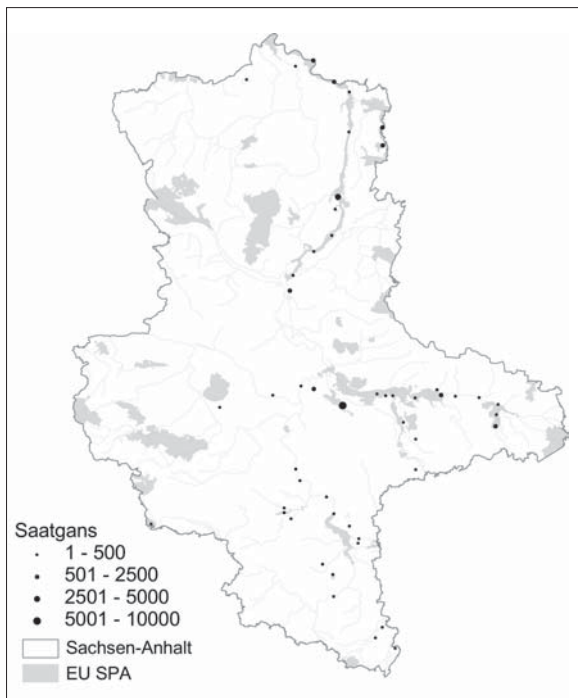 Saatgans
1 - 500
501 - 2500
2501 - 5000
5001 - 10000
Sachsen-Anhalt
EU SPA